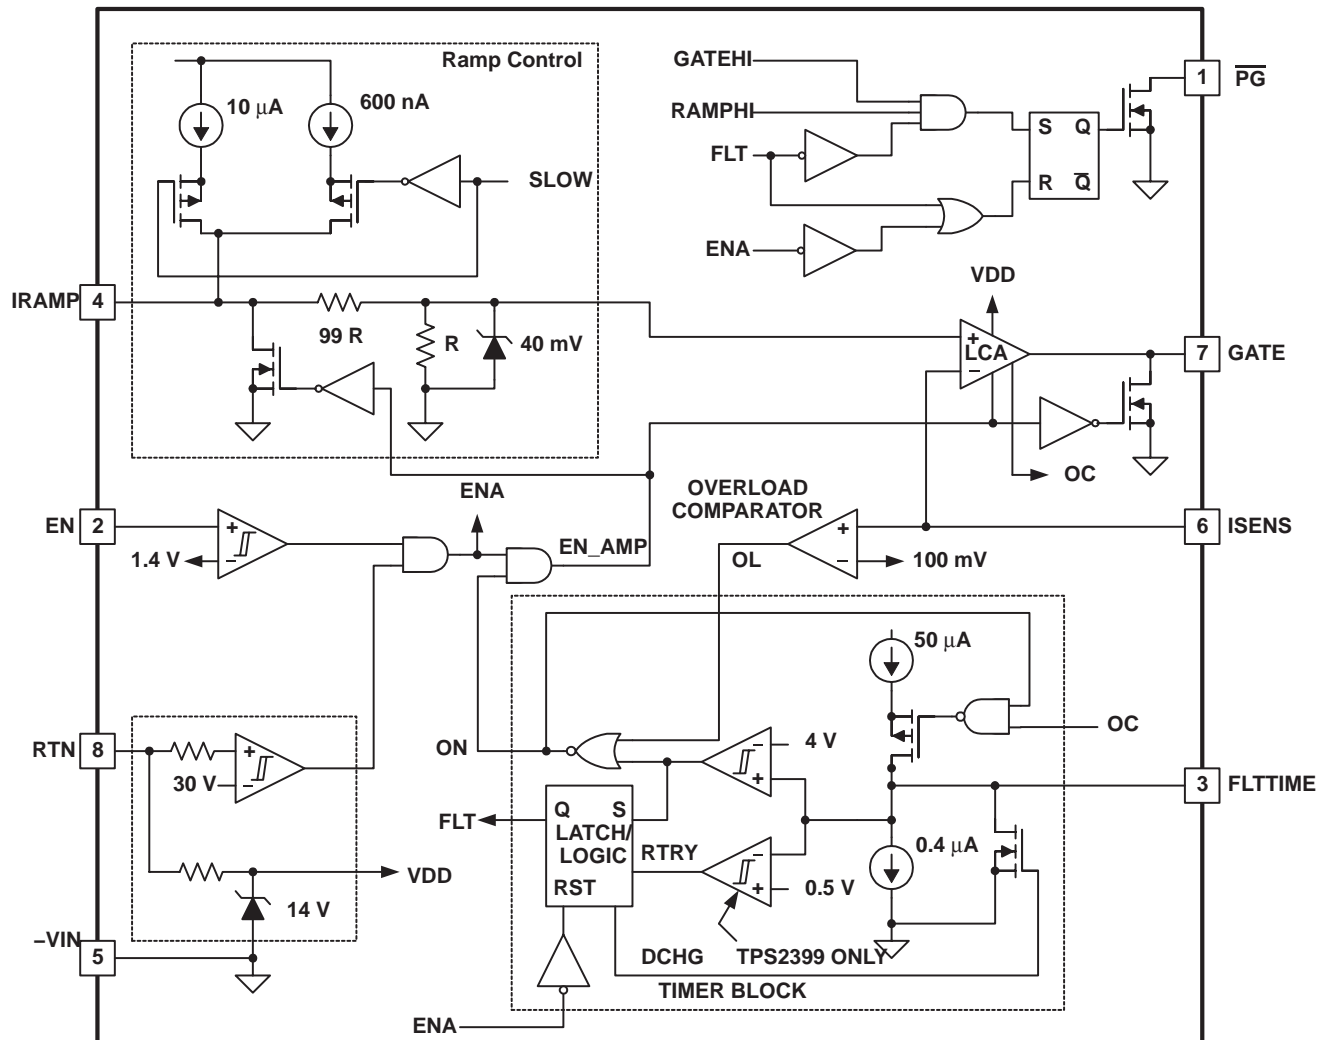 Ramp Control
10 μA
600 nA
SLOW
IRAMP
4
99 R
R
40 mV
GATEHI
RAMPHI
FLT
ENA
S Q
R Q̅
1
P̅G̅
VDD
+
LCA
−
7
GATE
OC
ENA
EN
2
+
1.4 V
−
EN_AMP
OVERLOAD
COMPARATOR
+
OL
−
100 mV
6
ISENS
50 μA
OC
RTN
8
+
30 V
−
VDD
14 V
−VIN
5
ON
−
4 V
+
3
FLTTIME
Q S
FLT
LATCH/
LOGIC
RTRY
−
0.4 μA
+
0.5 V
RST
DCHG
TPS2399 ONLY
TIMER BLOCK
ENA